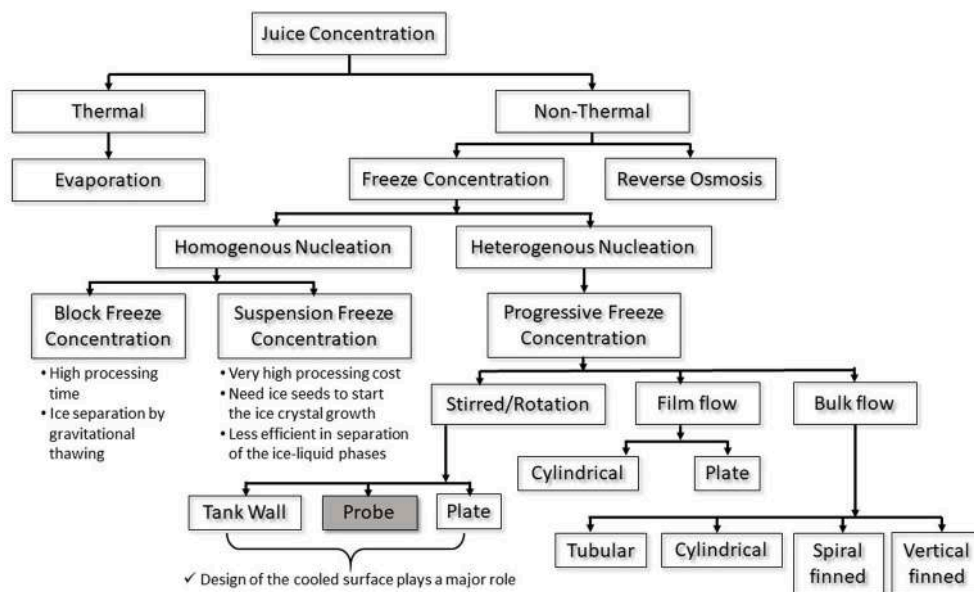 Juice Concentration
Thermal
Non-Thermal
Evaporation
Freeze Concentration
Reverse Osmosis
Homogenous Nucleation
Heterogenous Nucleation
Block Freeze
Concentration
Suspension Freeze
Concentration
Progressive Freeze
Concentration
• High processing
time
• Ice separation by
gravitational
thawing
• Very high processing cost
• Need ice seeds to start
the ice crystal growth
• Less efficient in separation
of the ice-liquid phases
Stirred/Rotation
Film flow
Bulk flow
Cylindrical
Plate
Tank Wall
Probe
Plate
Tubular
Cylindrical
Spiral
finned
Vertical
finned
✓ Design of the cooled surface plays a major role